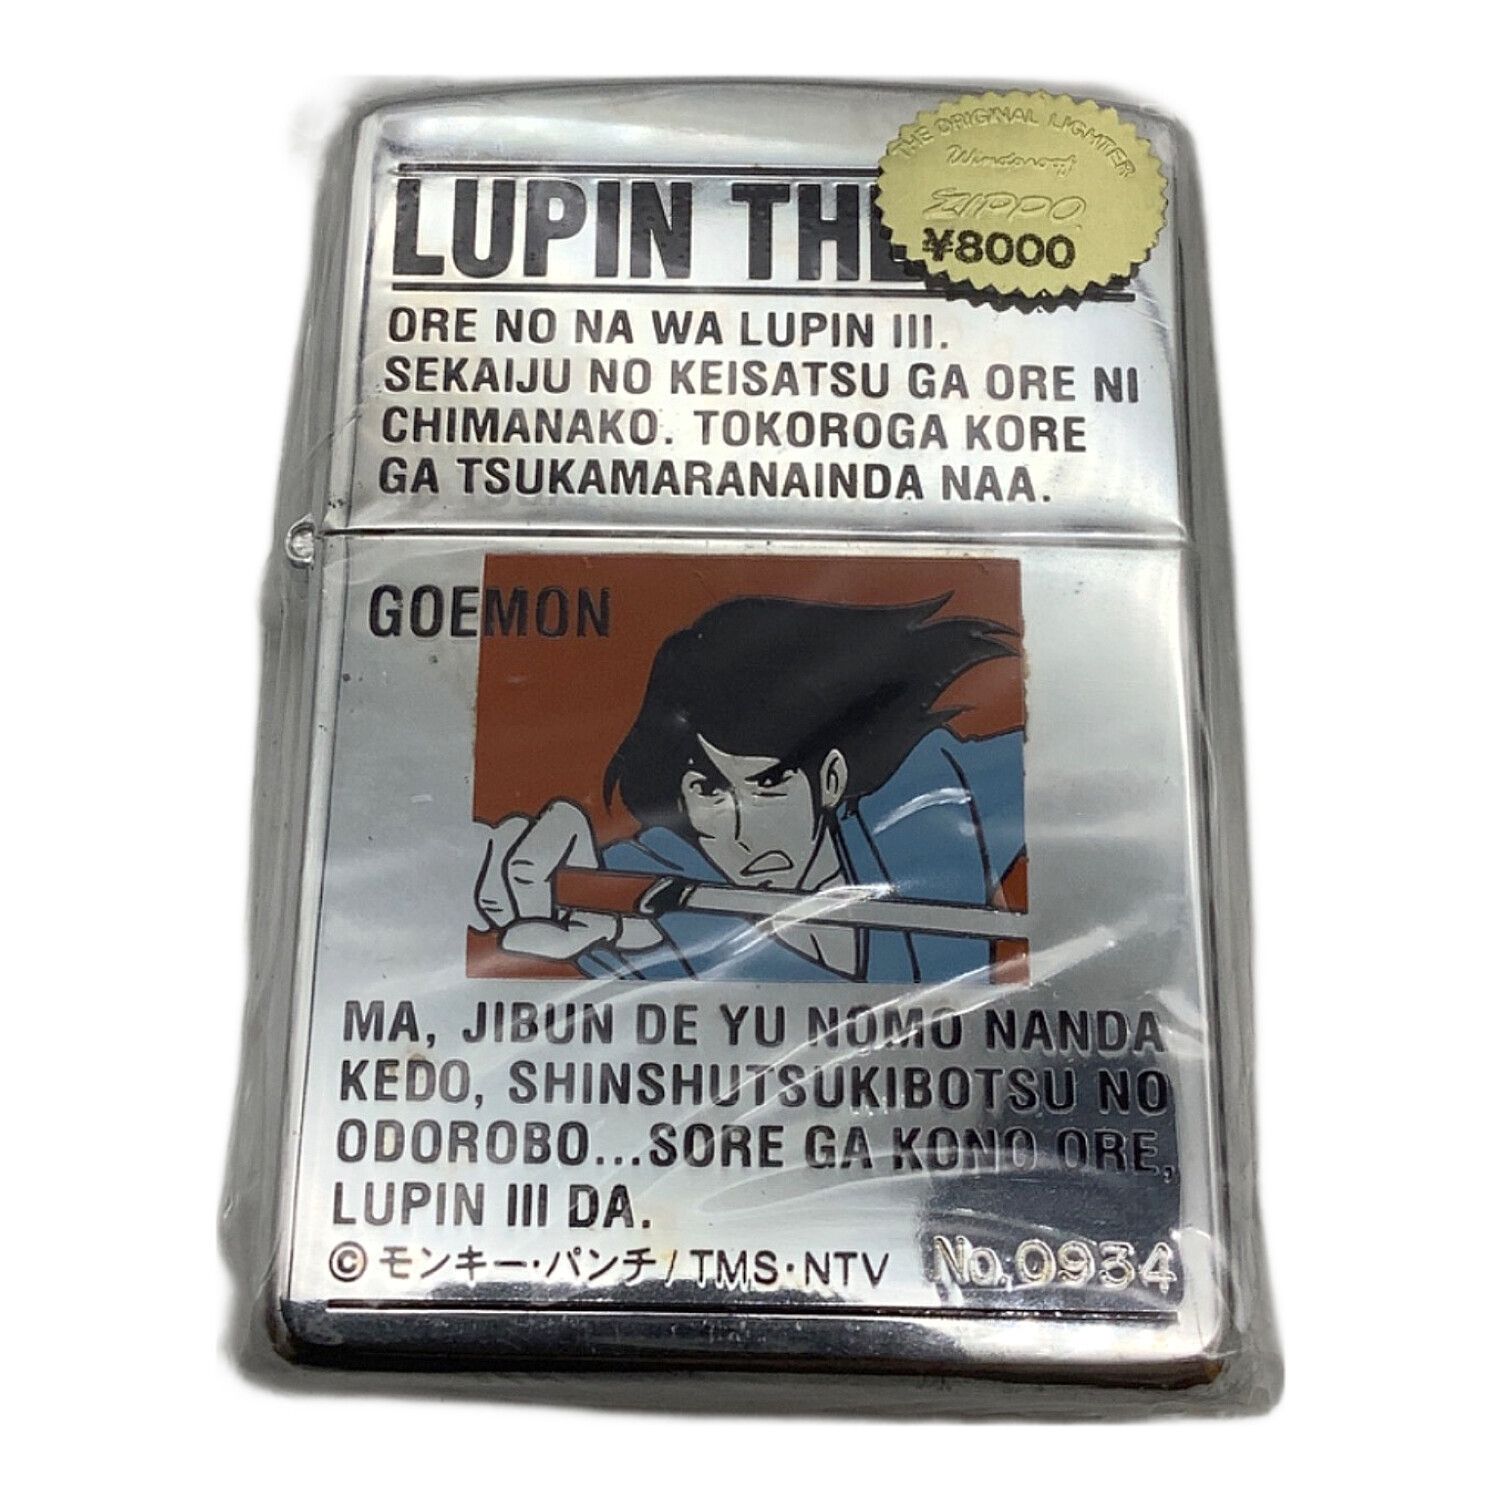 THE ORIGINAL LIGHTER
Windproof
ZIPPO
¥8000
LUPIN THE
ORE NO NA WA LUPIN III.
SEKAIJU NO KEISATSU GA ORE NI
CHIMANAKO. TOKOROGA KORE
GA TSUKAMARANAINDA NAA.
GOEMON
MA, JIBUN DE YU NOMO NANDA
KEDO, SHINSHUTSUKIBOTSU NO
ODOROBO...SORE GA KONO ORE,
LUPIN III DA.
©モンキー・パンチ/TMS・NTV No.0934